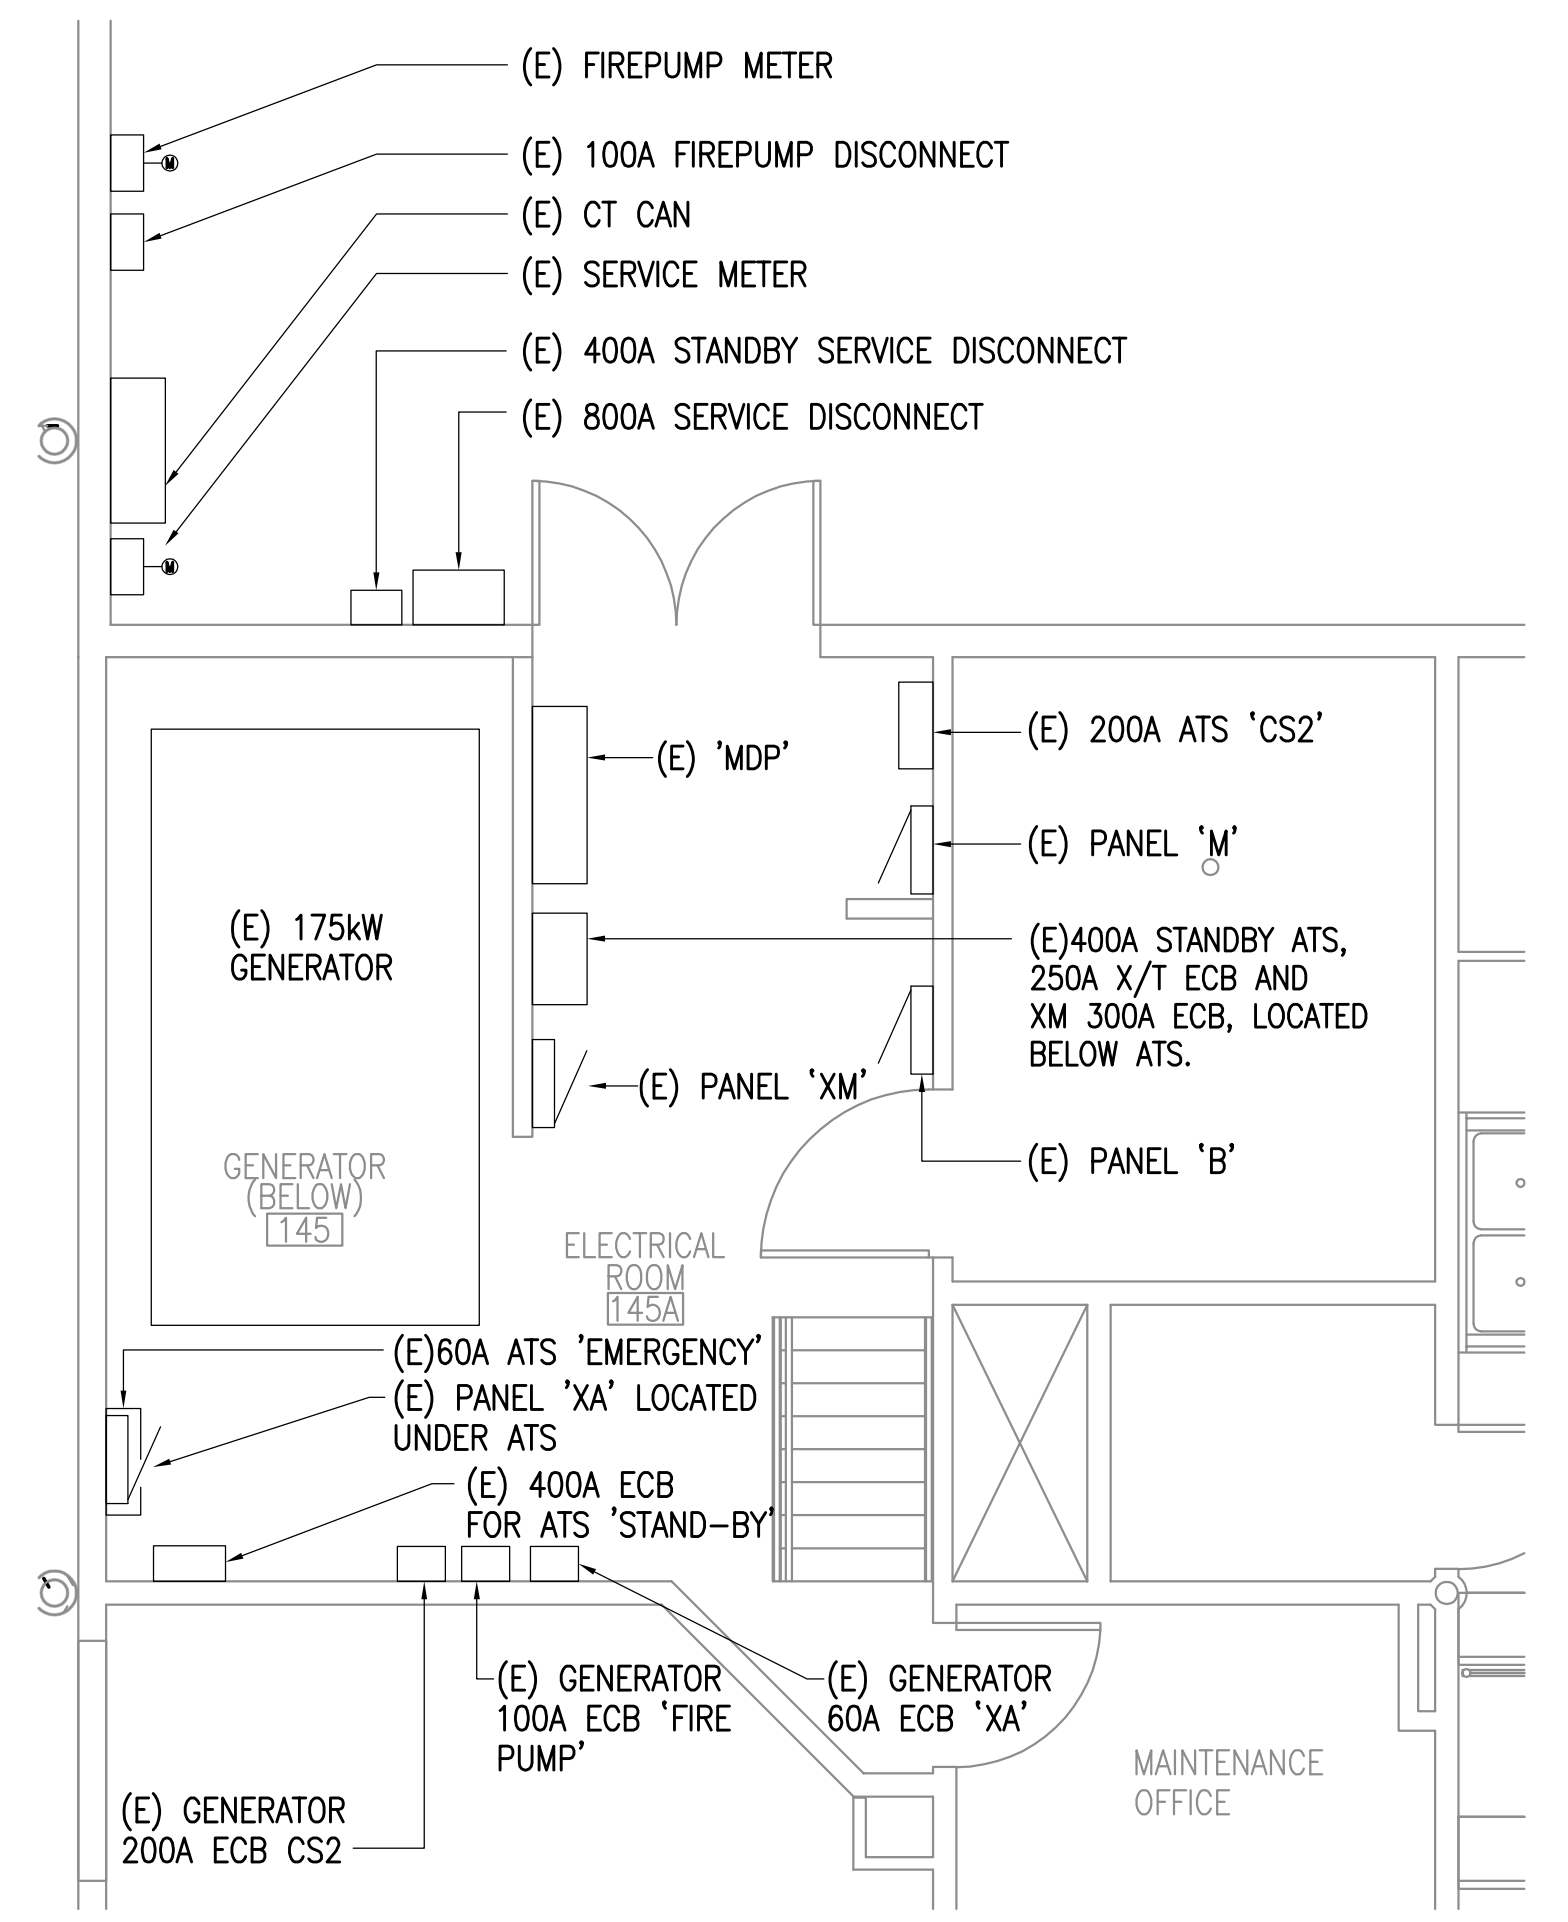 (E) FIREPUMP METER
M
(E) 100A FIREPUMP DISCONNECT
(E) CT CAN
(E) SERVICE METER
(E) 400A STANDBY SERVICE DISCONNECT
(E) 800A SERVICE DISCONNECT
M
(E) 200A ATS ‘CS2’
(E) ’MDP’
(E) PANEL ‘M’
(E) 175kW
GENERATOR
(E)400A STANDBY ATS,
250A X/T ECB AND
XM 300A ECB, LOCATED
BELOW ATS.
(E) PANEL ‘XM’
(E) PANEL ‘B’
GENERATOR
(BELOW)
145
ELECTRICAL
ROOM
145A
(E)60A ATS ’EMERGENCY’
(E) PANEL ’XA’ LOCATED
UNDER ATS
(E) 400A ECB
FOR ATS ’STAND-BY’
(E) GENERATOR
100A ECB ‘FIRE
PUMP’
(E) GENERATOR
60A ECB ‘XA’
MAINTENANCE
OFFICE
(E) GENERATOR
200A ECB CS2